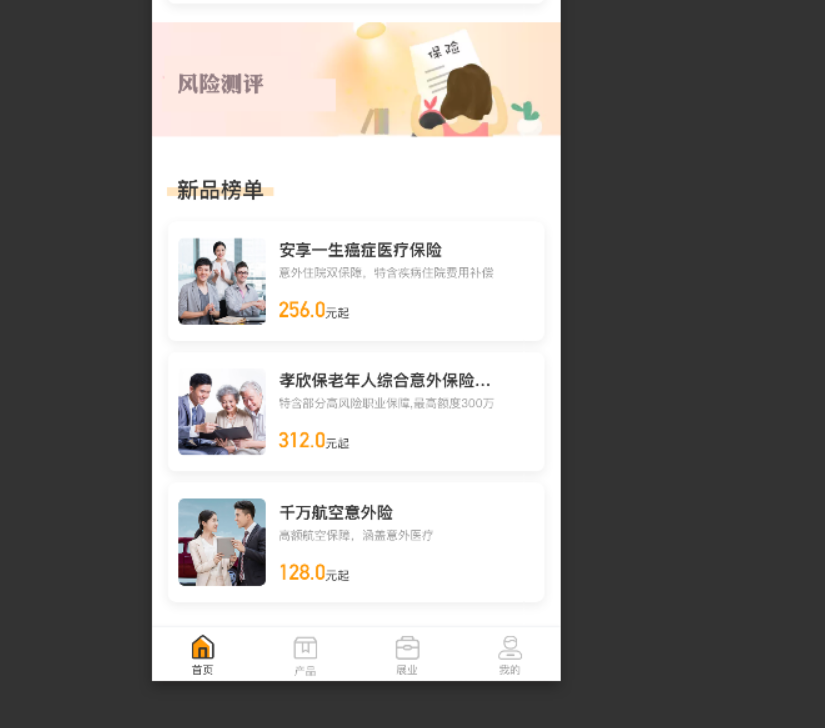 保险
风险测评
新品榜单
安享一生癌症医疗保险
意外住院双保障，特含疾病住院费用补偿
256.0元起
孝欣保老年人综合意外保险...
特含部分高风险职业保障,最高额度300万
312.0元起
千万航空意外险
高额航空保障，涵盖意外医疗
128.0元起
首页
产品
展业
我的